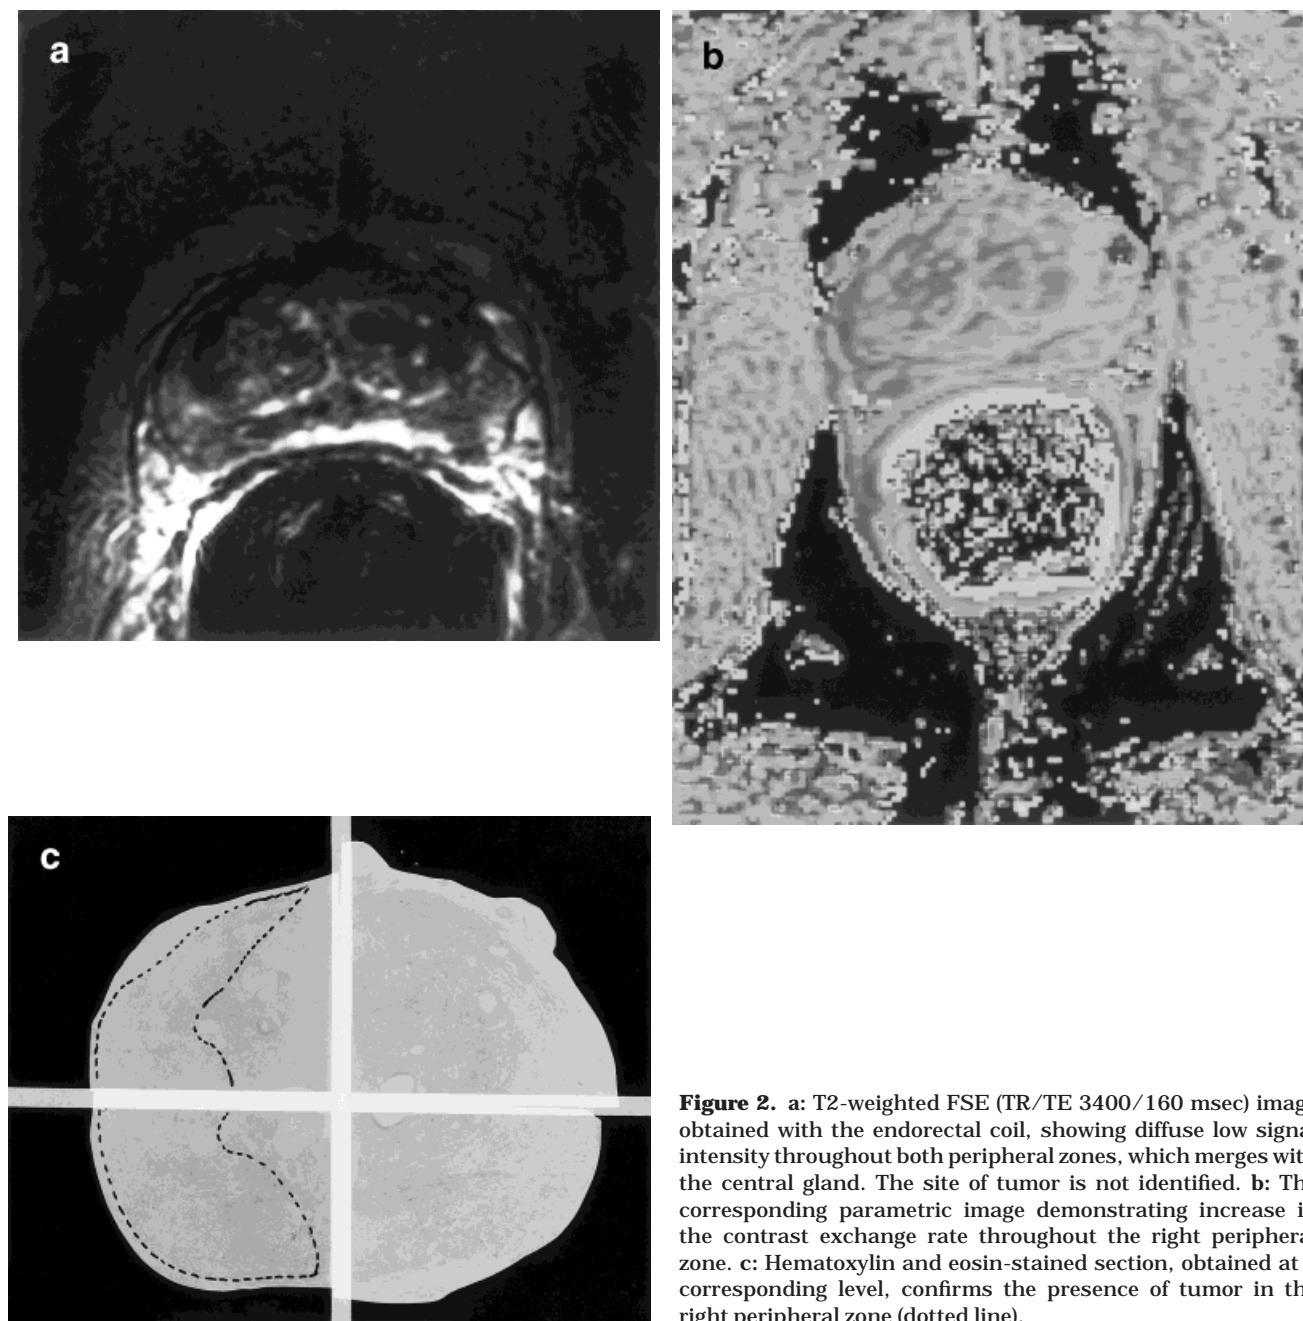 a
b
c
Figure 2. a: T2-weighted FSE (TR/TE 3400/160 msec) imag
obtained with the endorectal coil, showing diffuse low signa
intensity throughout both peripheral zones, which merges wit
the central gland. The site of tumor is not identified. b: Th
corresponding parametric image demonstrating increase i
the contrast exchange rate throughout the right periphera
zone. c: Hematoxylin and eosin-stained section, obtained at
corresponding level, confirms the presence of tumor in th
right peripheral zone (dotted line).